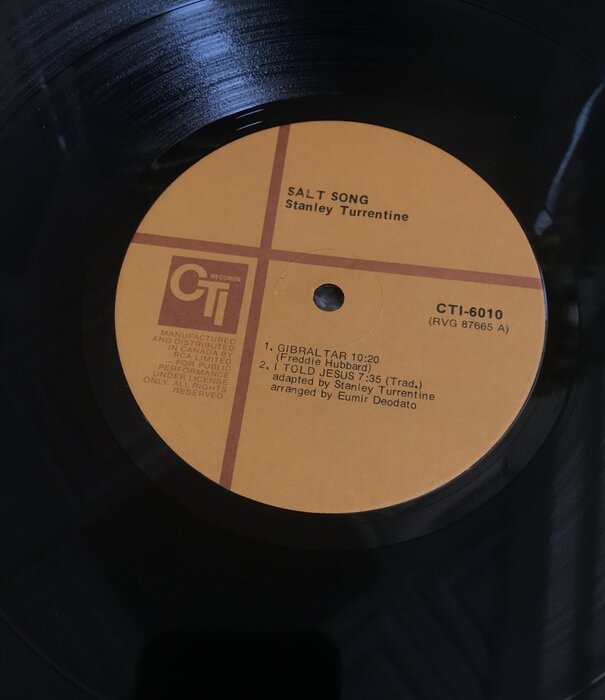 SALT SONG
Stanley Turrentine
CTI RECORDS
CTI-6010
(RVG 87665 A)
MANUFACTURED
AND DISTRIBUTED
IN CANADA BY
RCA LIMITED
- FOR PUBLIC
PERFORMANCE
UNDER LICENSE
ONLY. ALL RIGHTS
RESERVED
1. GIBRALTAR 10:20
(Freddie Hubbard)
2. I TOLD JESUS 7:35 (Trad.)
adapted by Stanley Turrentine
arranged by Eumir Deodato